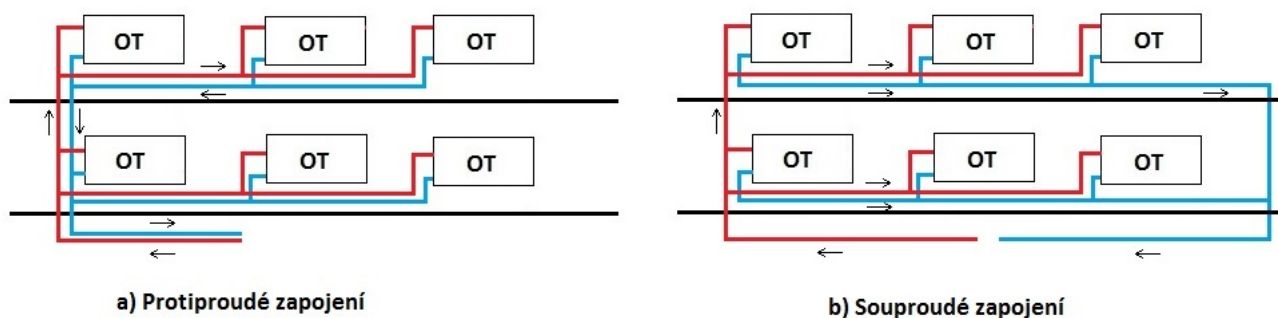 OT OT OT OT OT OT
OT OT OT OT OT OT
a) Protiproudé zapojení
b) Souproudé zapojení